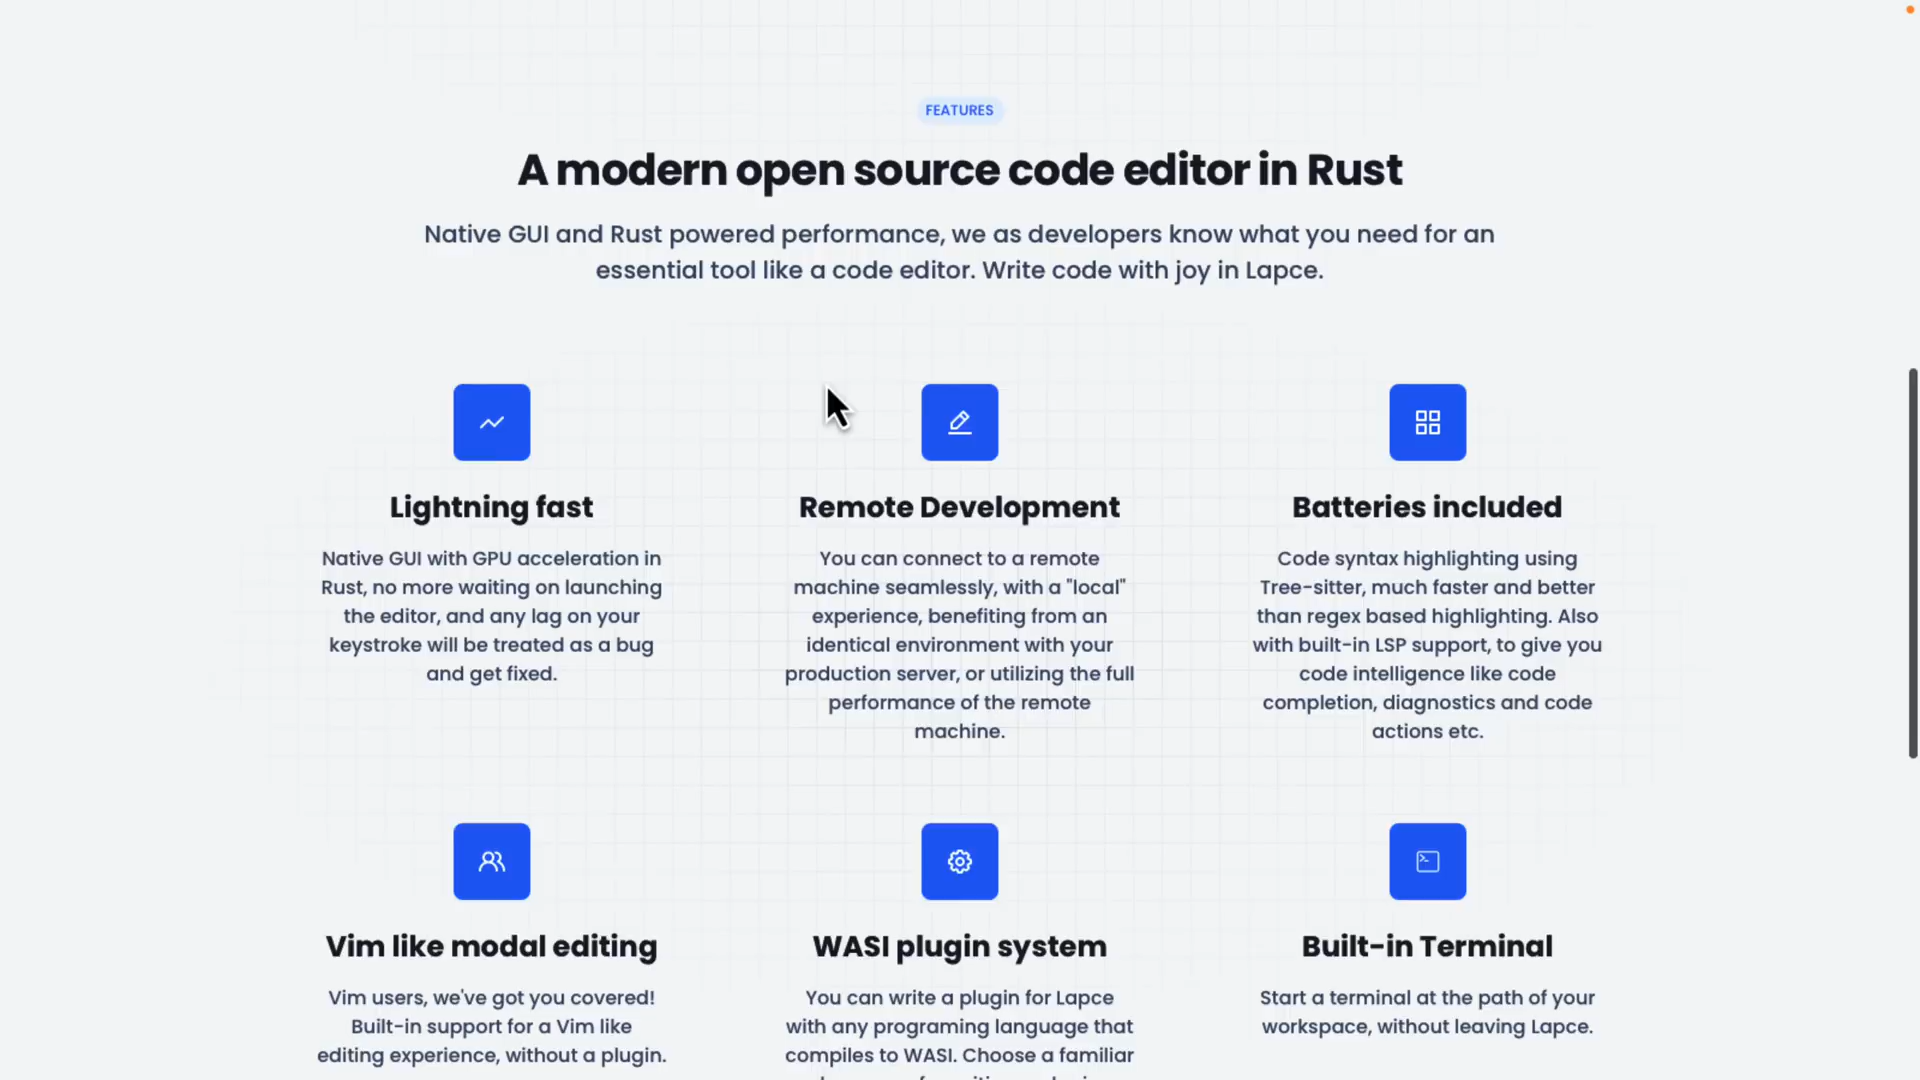 FEATURES
A modern open source code editor in Rust
Native GUI and Rust powered performance, we as developers know what you need for an
essential tool like a code editor. Write code with joy in Lapce.
Lightning fast
Native GUI with GPU acceleration in
Rust, no more waiting on launching
the editor, and any lag on your
keystroke will be treated as a bug
and get fixed.
Remote Development
You can connect to a remote
machine seamlessly, with a "local"
experience, benefiting from an
identical environment with your
production server, or utilizing the full
performance of the remote
machine.
Batteries included
Code syntax highlighting using
Tree-sitter, much faster and better
than regex based highlighting. Also
with built-in LSP support, to give you
code intelligence like code
completion, diagnostics and code
actions etc.
Vim like modal editing
Vim users, we've got you covered!
Built-in support for a Vim like
editing experience, without a plugin.
WASI plugin system
You can write a plugin for Lapce
with any programing language that
compiles to WASI. Choose a familiar
Built-in Terminal
Start a terminal at the path of your
workspace, without leaving Lapce.